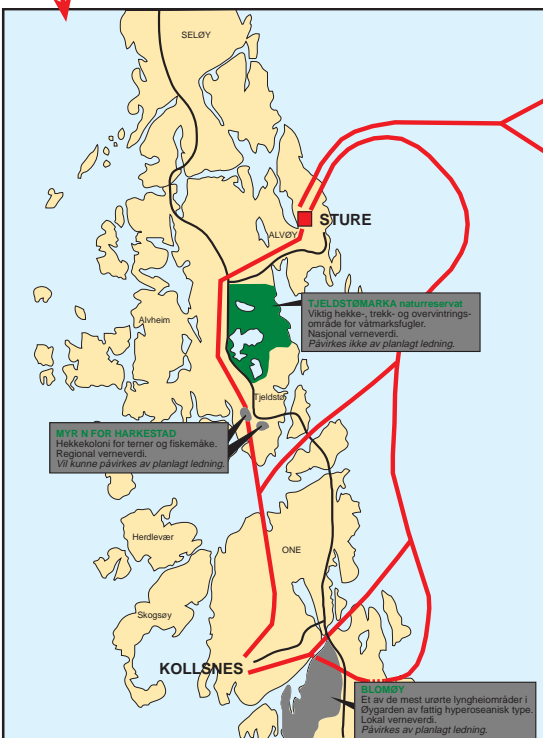 SELØY
STURE
ALVØY
TJELDSTØMARKA naturreservat
Viktig hekke-, trekk- og overvintrings-
område for våtmarksfugler.
Nasjonal verneverdi.
Påvirkes ikke av planlagt ledning.
Alvheim
Tjeldstø
MYR N FOR HARKESTAD
Hekkekoloni for terner og fiskemåke.
Regional verneverdi.
Vil kunne påvirkes av planlagt ledning.
Herdlevær
ONE
Skogsøy
KOLLSNES
BLOMØY
Et av de mest urørte lyngheiområder i
Øygarden av fattig hyperoseanisk type.
Lokal verneverdi.
Påvirkes ikke av planlagt ledning.